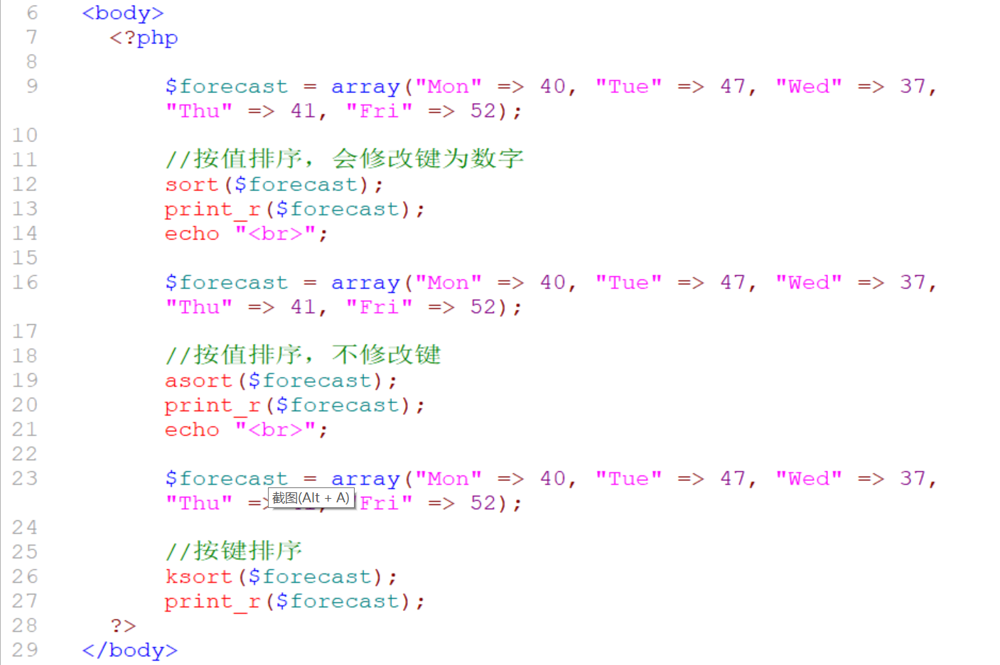 6 <body>
7 <?php
8
9 $forecast = array("Mon" => 40, "Tue" => 47, "Wed" => 37,
"Thu" => 41, "Fri" => 52);
10
11 //按值排序，会修改键为数字
12 sort($forecast);
13 print_r($forecast);
14 echo "<br>";
15
16 $forecast = array("Mon" => 40, "Tue" => 47, "Wed" => 37,
"Thu" => 41, "Fri" => 52);
17
18 //按值排序，不修改键
19 asort($forecast);
20 print_r($forecast);
21 echo "<br>";
22
23 $forecast = array("Mon" => 40, "Tue" => 47, "Wed" => 37,
"Thu" => 截图(Alt + A) "Fri" => 52);
24
25 //按键排序
26 ksort($forecast);
27 print_r($forecast);
28 ?>
29 </body>